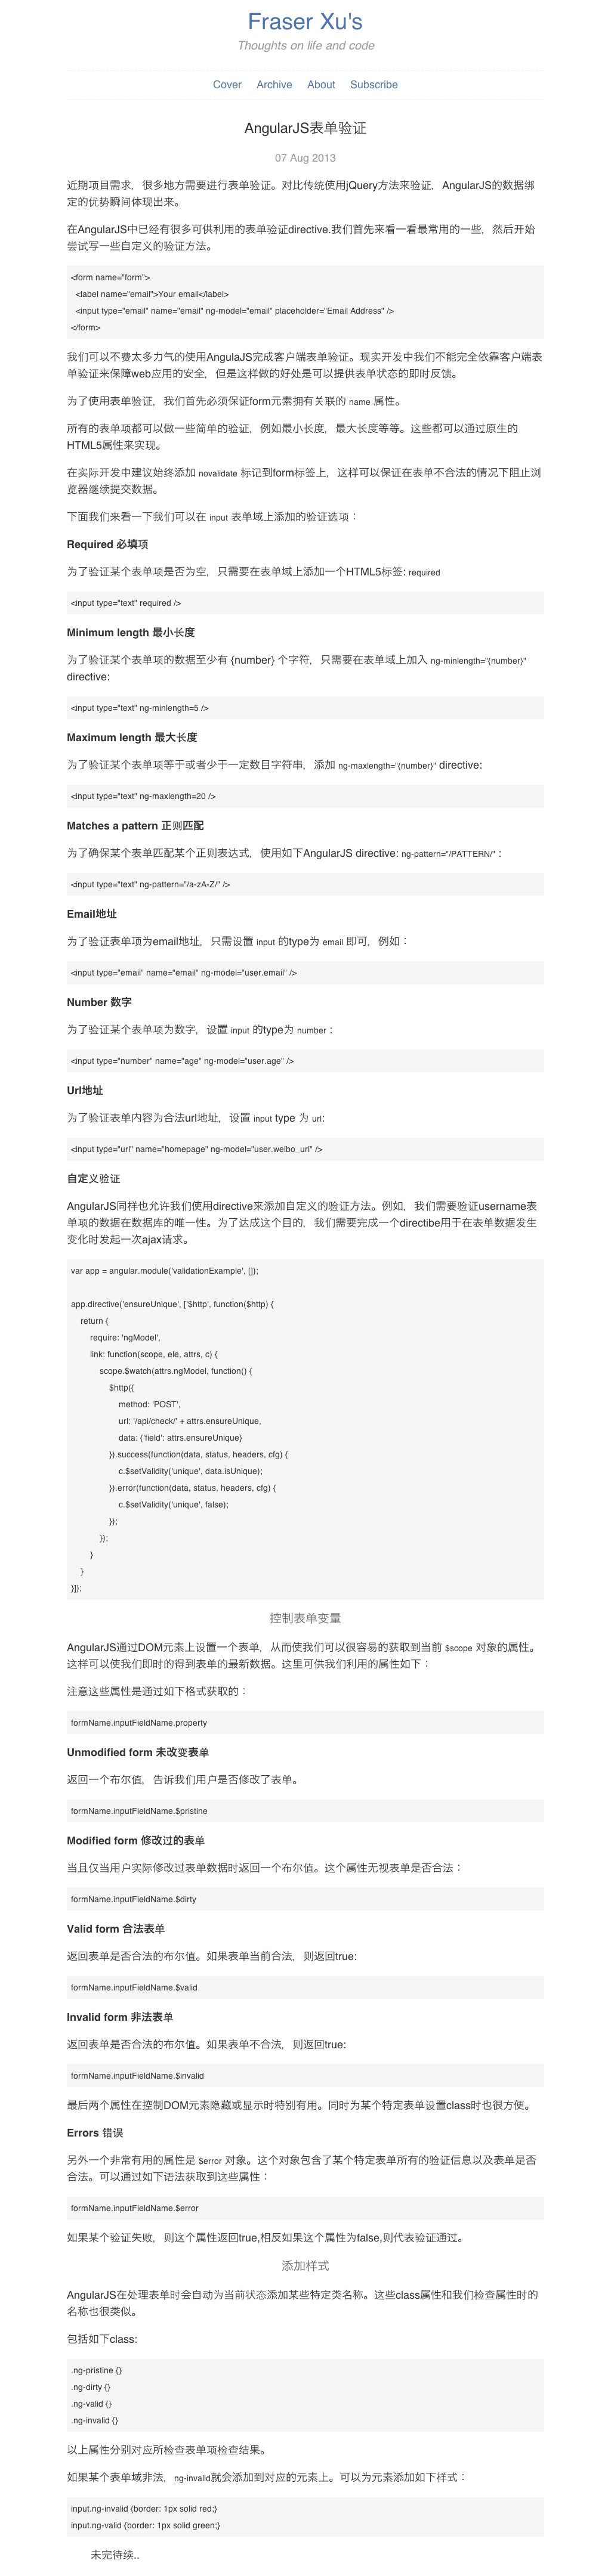 Fraser Xu's
Thoughts on life and code
Cover Archive About Subscribe
AngularJS表单验证
07 Aug 2013
近期项目需求，很多地方需要进行表单验证。对比传统使用jQuery方法来验证，AngularJS的数据绑
定的优势瞬间体现出来。
在AngularJS中已经有很多可供利用的表单验证directive.我们首先来看一看最常用的一些，然后开始
尝试写一些自定义的验证方法。
<form name="form">
<label name="email">Your email</label>
<input type="email" name="email" ng-model="email" placeholder="Email Address" />
</form>
我们可以不费太多力气的使用AngulaJS完成客户端表单验证。现实开发中我们不能完全依靠客户端表
单验证来保障web应用的安全，但是这样做的好处是可以提供表单状态的即时反馈。
为了使用表单验证，我们首先必须保证form元素拥有关联的 name 属性。
所有的表单项都可以做一些简单的验证，例如最小长度，最大长度等等。这些都可以通过原生的
HTML5属性来实现。
在实际开发中建议始终添加 novalidate 标记到form标签上，这样可以保证在表单不合法的情况下阻止浏
览器继续提交数据。
下面我们来看一下我们可以在 input 表单域上添加的验证选项：
Required 必填项
为了验证某个表单项是否为空，只需要在表单域上添加一个HTML5标签: required
<input type="text" required />
Minimum length 最小长度
为了验证某个表单项的数据至少有 {number} 个字符，只需要在表单域上加入 ng-minlength="{number}"
directive:
<input type="text" ng-minlength=5 />
Maximum length 最大长度
为了验证某个表单项等于或者少于一定数目字符串，添加 ng-maxlength="{number}" directive:
<input type="text" ng-maxlength=20 />
Matches a pattern 正则匹配
为了确保某个表单匹配某个正则表达式，使用如下AngularJS directive: ng-pattern="/PATTERN/"：
<input type="text" ng-pattern="/a-zA-Z/" />
Email地址
为了验证表单项为email地址，只需设置 input 的type为 email 即可，例如：
<input type="email" name="email" ng-model="user.email" />
Number 数字
为了验证某个表单项为数字，设置 input 的type为 number：
<input type="number" name="age" ng-model="user.age" />
Url地址
为了验证表单内容为合法url地址，设置 input type 为 url:
<input type="url" name="homepage" ng-model="user.weibo_url" />
自定义验证
AngularJS同样也允许我们使用directive来添加自定义的验证方法。例如，我们需要验证username表
单项的数据在数据库的唯一性。为了达成这个目的，我们需要完成一个directibe用于在表单数据发生
变化时发起一次ajax请求。
var app = angular.module('validationExample', []);
app.directive('ensureUnique', ['$http', function($http) {
return {
require: 'ngModel',
link: function(scope, ele, attrs, c) {
scope.$watch(attrs.ngModel, function() {
$http({
method: 'POST',
url: '/api/check/' + attrs.ensureUnique,
data: {'field': attrs.ensureUnique}
}).success(function(data, status, headers, cfg) {
c.$setValidity('unique', data.isUnique);
}).error(function(data, status, headers, cfg) {
c.$setValidity('unique', false);
});
});
}
}
}]);
控制表单变量
AngularJS通过DOM元素上设置一个表单，从而使我们可以很容易的获取到当前 $scope 对象的属性。
这样可以使我们即时的得到表单的最新数据。这里可供我们利用的属性如下：
注意这些属性是通过如下格式获取的：
formName.inputFieldName.property
Unmodified form 未改变表单
返回一个布尔值，告诉我们用户是否修改了表单。
formName.inputFieldName.$pristine
Modified form 修改过的表单
当且仅当用户实际修改过表单数据时返回一个布尔值。这个属性无视表单是否合法：
formName.inputFieldName.$dirty
Valid form 合法表单
返回表单是否合法的布尔值。如果表单当前合法，则返回true:
formName.inputFieldName.$valid
Invalid form 非法表单
返回表单是否合法的布尔值。如果表单不合法，则返回true:
formName.inputFieldName.$invalid
最后两个属性在控制DOM元素隐藏或显示时特别有用。同时为某个特定表单设置class时也很方便。
Errors 错误
另外一个非常有用的属性是 $error 对象。这个对象包含了某个特定表单所有的验证信息以及表单是否
合法。可以通过如下语法获取到这些属性：
formName.inputFieldName.$error
如果某个验证失败，则这个属性返回true,相反如果这个属性为false,则代表验证通过。
添加样式
AngularJS在处理表单时会自动为当前状态添加某些特定类名称。这些class属性和我们检查属性时的
名称也很类似。
包括如下class:
.ng-pristine {}
.ng-dirty {}
.ng-valid {}
.ng-invalid {}
以上属性分别对应所检查表单项检查结果。
如果某个表单域非法，ng-invalid就会添加到对应的元素上。可以为元素添加如下样式：
input.ng-invalid {border: 1px solid red;}
input.ng-valid {border: 1px solid green;}
未完待续..